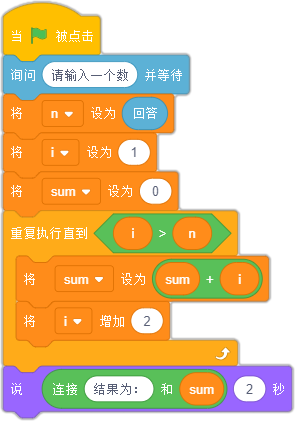 当 被点击
询问 请输入一个数 并等待
将 n 设为 回答
将 i 设为 1
将 sum 设为 0
重复执行直到 i > n
将 sum 设为 sum + i
将 i 增加 2
说 连接 结果为： 和 sum 2 秒